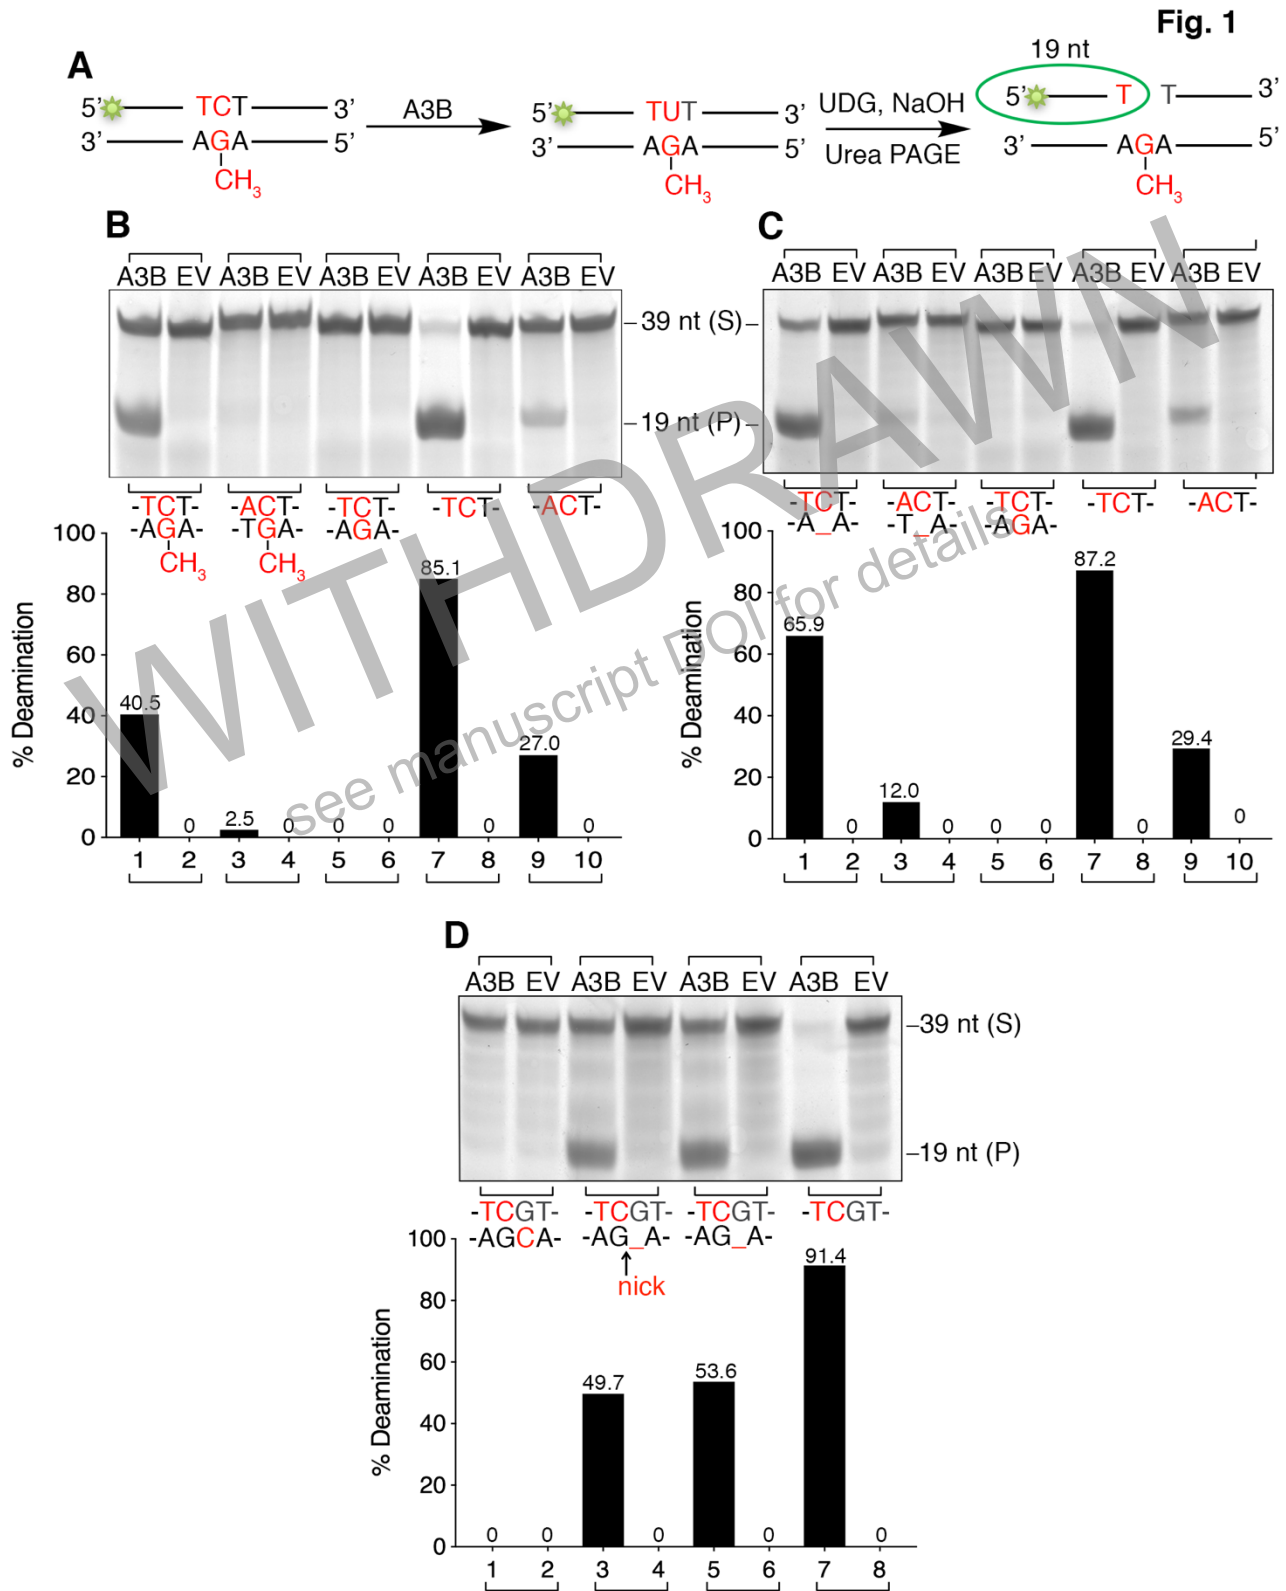 Fig. 1
A
5’ TCT 3’
3’ AGA 5’
CH3
A3B
5’ TUT 3’
3’ AGA 5’
CH3
UDG, NaOH
Urea PAGE
19 nt
5’ T T 3’
3’ AGA 5’
CH3
B
A3B EV A3B EV A3B EV A3B EV A3B EV
39 nt (S)
19 nt (P)
-TCT- -ACT- -TCT- -TCT- -ACT-
-AGA- -TGA- -AGA-
CH3 CH3
% Deamination
100
80
60
40
20
0
40.5 0 2.5 0 0 0 85.1 0 27.0 0
1 2 3 4 5 6 7 8 9 10
C
A3B EV A3B EV A3B EV A3B EV A3B EV
-TCT- -ACT- -TCT- -TCT- -ACT-
-A_A- -T_A- -AGA-
% Deamination
100
80
60
40
20
0
65.9 0 12.0 0 0 0 87.2 0 29.4 0
1 2 3 4 5 6 7 8 9 10
WITHDRAWN
see manuscript DOI for details
D
A3B EV A3B EV A3B EV A3B EV
39 nt (S)
19 nt (P)
-TCGT- -TCGT- -TCGT- -TCGT-
-AGCA- -AG_A- -AG_A-
nick
% Deamination
100
80
60
40
20
0
0 0 49.7 0 53.6 0 91.4 0
1 2 3 4 5 6 7 8